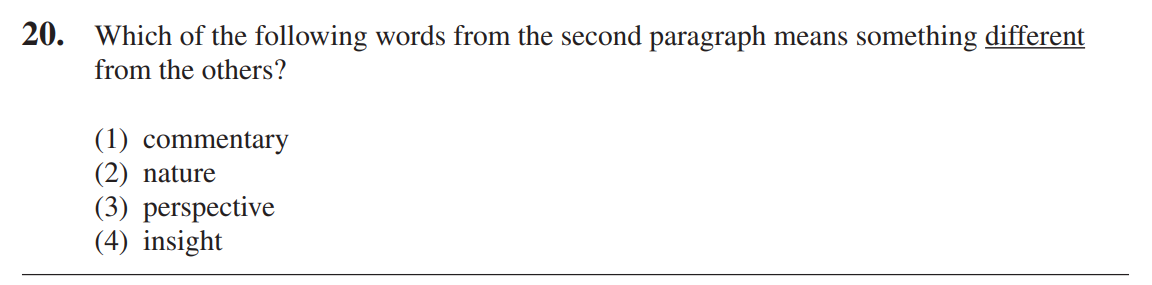 20. Which of the following words from the second paragraph means something different
from the others?
(1) commentary
(2) nature
(3) perspective
(4) insight